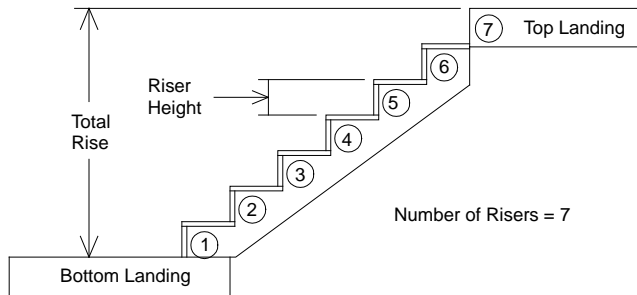 7
Top Landing
6
Riser
Height
5
Total
Rise
4
3
2
Number of Risers = 7
1
Bottom Landing